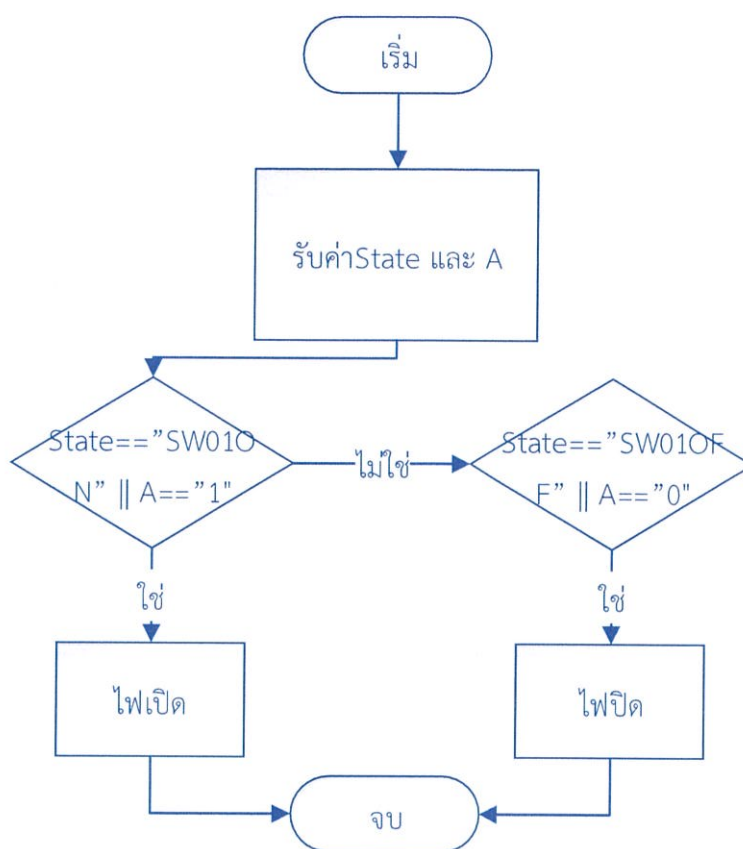 เริ่ม
รับค่าState และ A
State=="SW01O
N" || A=="1"
ไม่ใช่
State=="SW01OF
F" || A=="0"
ใช่
ใช่
ไฟเปิด
ไฟปิด
จบ